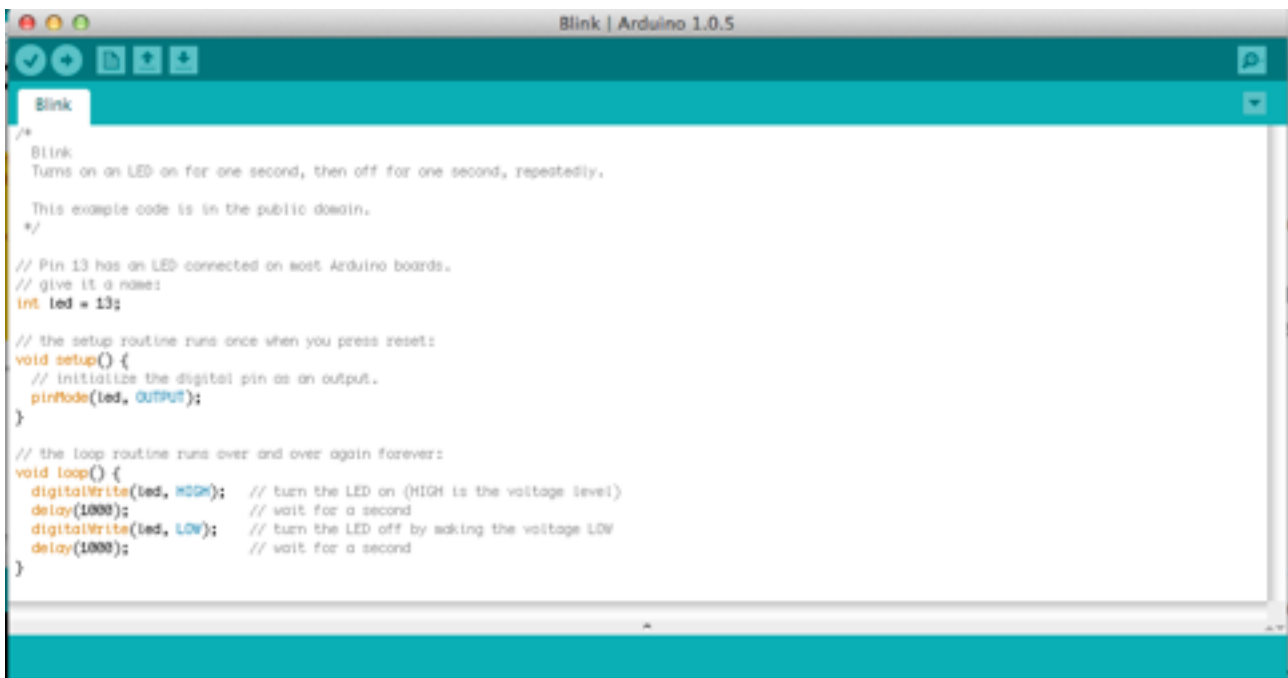 Blink | Arduino 1.0.5
Blink
/*
  Blink
  Turns on an LED on for one second, then off for one second, repeatedly.

  This example code is in the public domain.
 */

// Pin 13 has an LED connected on most Arduino boards.
// give it a name:
int led = 13;

// the setup routine runs once when you press reset:
void setup() {
  // initialize the digital pin as an output.
  pinMode(led, OUTPUT);
}

// the loop routine runs over and over again forever:
void loop() {
  digitalWrite(led, HIGH);   // turn the LED on (HIGH is the voltage level)
  delay(1000);               // wait for a second
  digitalWrite(led, LOW);    // turn the LED off by making the voltage LOW
  delay(1000);               // wait for a second
}